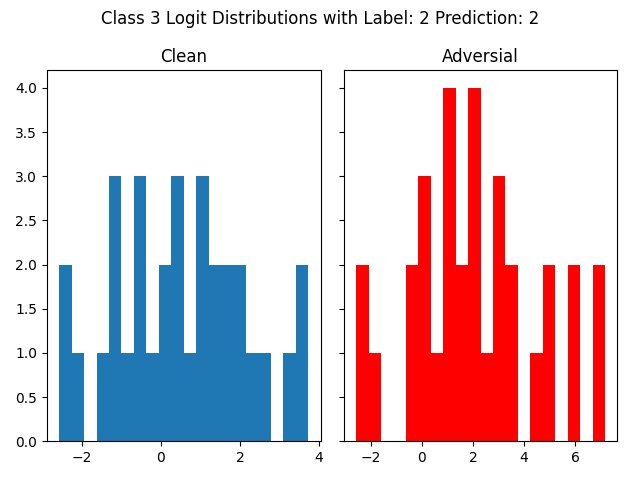 Class 3 Logit Distributions with Label: 2 Prediction: 2
Clean
Adversial
4.0
3.5
3.0
2.5
2.0
1.5
1.0
0.5
0.0
−2 0 2 4
−2 0 2 4 6